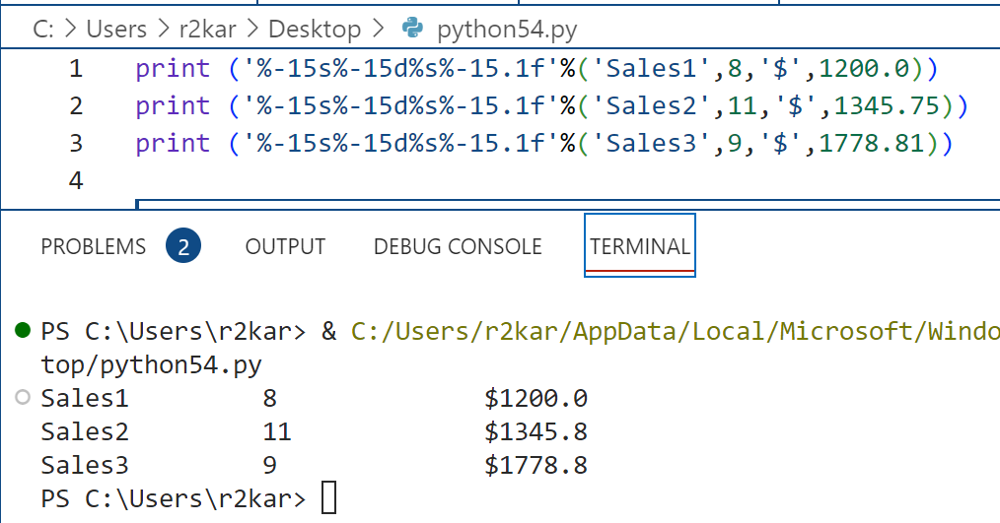 C: > Users > r2kar > Desktop > python54.py
1 print ('%-15s%-15d%s%-15.1f'%('Sales1',8,'$',1200.0))
2 print ('%-15s%-15d%s%-15.1f'%('Sales2',11,'$',1345.75))
3 print ('%-15s%-15d%s%-15.1f'%('Sales3',9,'$',1778.81))
4
PROBLEMS 2 OUTPUT DEBUG CONSOLE TERMINAL
PS C:\Users\r2kar> & C:/Users/r2kar/AppData/Local/Microsoft/Windo
top/python54.py
Sales1         8              $1200.0
Sales2         11             $1345.8
Sales3         9              $1778.8
PS C:\Users\r2kar>